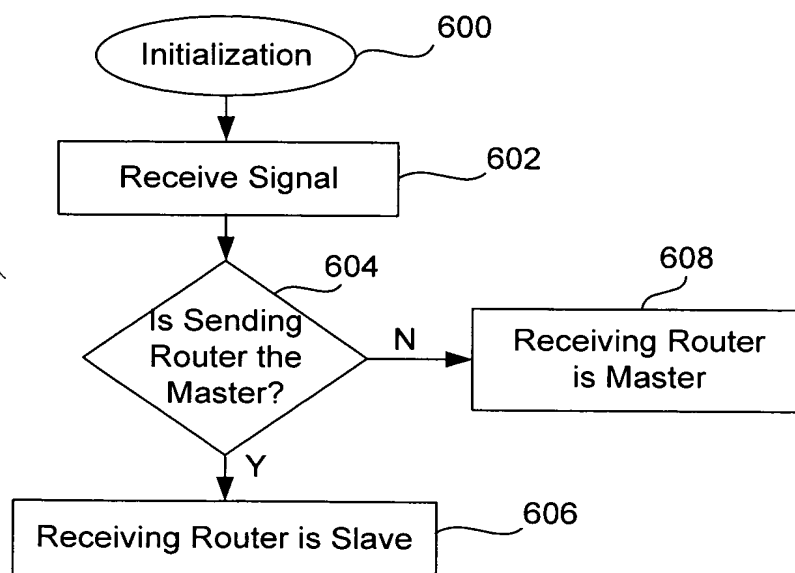 Initialization
600
Receive Signal
602
604
Is Sending
Router the
Master?
N
608
Receiving Router
is Master
Y
Receiving Router is Slave
606